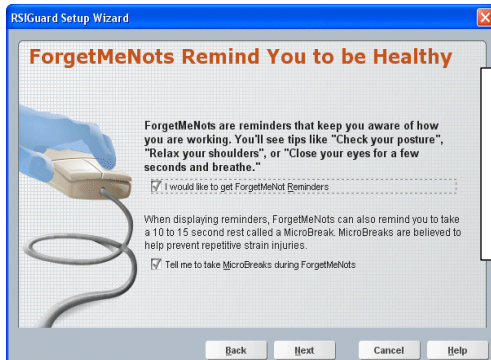 RSIGuard Setup Wizard
ForgetMeNots Remind You to be Healthy
ForgetMeNots are reminders that keep you aware of how
you are working. You'll see tips like "Check your posture",
"Relax your shoulders", or "Close your eyes for a few
seconds and breathe."
I would like to get ForgetMeNot Reminders
When displaying reminders, ForgetMeNots can also remind you to take
a 10 to 15 second rest called a MicroBreak. MicroBreaks are believed to
help prevent repetitive strain injuries.
Tell me to take MicroBreaks during ForgetMeNots
Back Next Cancel Help